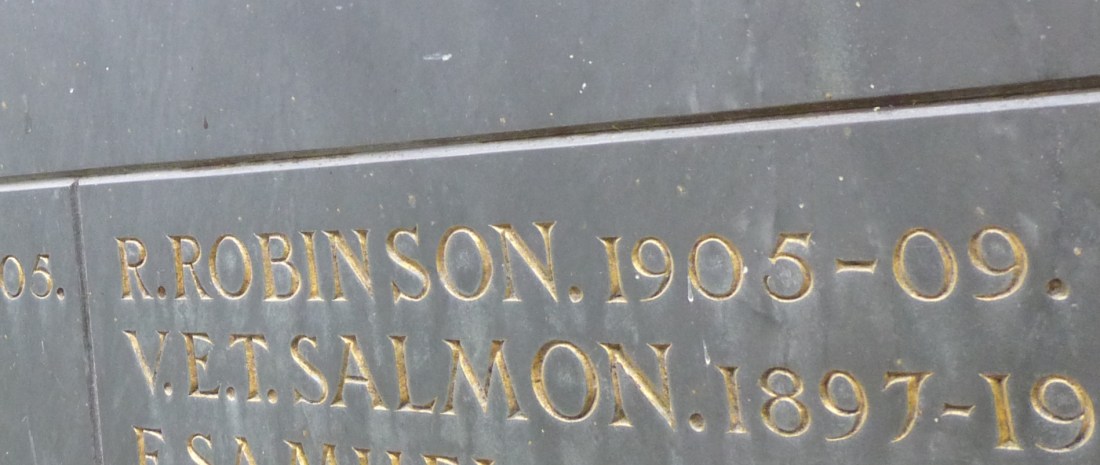 05. R. ROBINSON. 1905-09.
V.E.T. SALMON. 1897-19